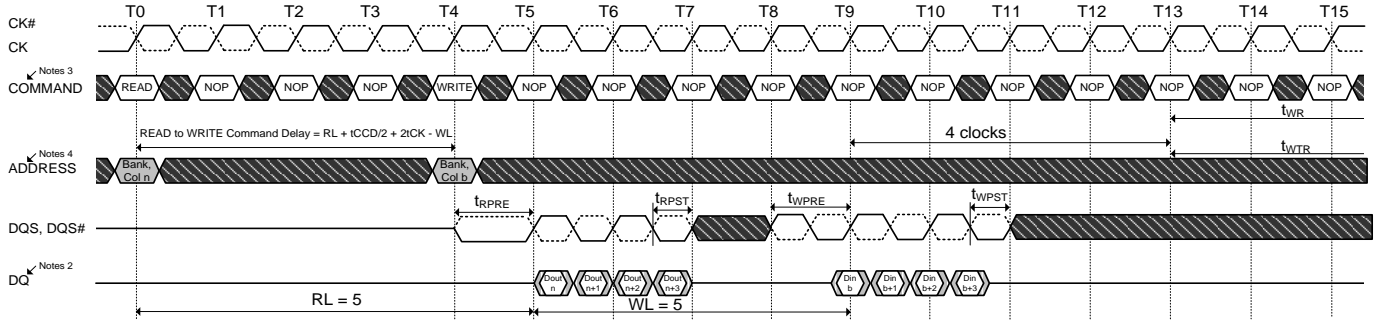 T0 T1 T2 T3 T4 T5 T6 T7 T8 T9 T10 T11 T12 T13 T14 T15
CK#
CK
Notes 3
COMMAND
READ NOP NOP NOP WRITE NOP NOP NOP NOP NOP NOP NOP NOP NOP NOP NOP
tWR
READ to WRITE Command Delay = RL + tCCD/2 + 2tCK - WL
4 clocks
tWTR
Notes 4
ADDRESS
Bank, Col n
Bank, Col b
tRPRE
tRPST
tWPRE
tWPST
DQS, DQS#
Notes 2
DQ
Dout n
Dout n+1
Dout n+2
Dout n+3
Din b
Din b+1
Din b+2
Din b+3
RL = 5
WL = 5